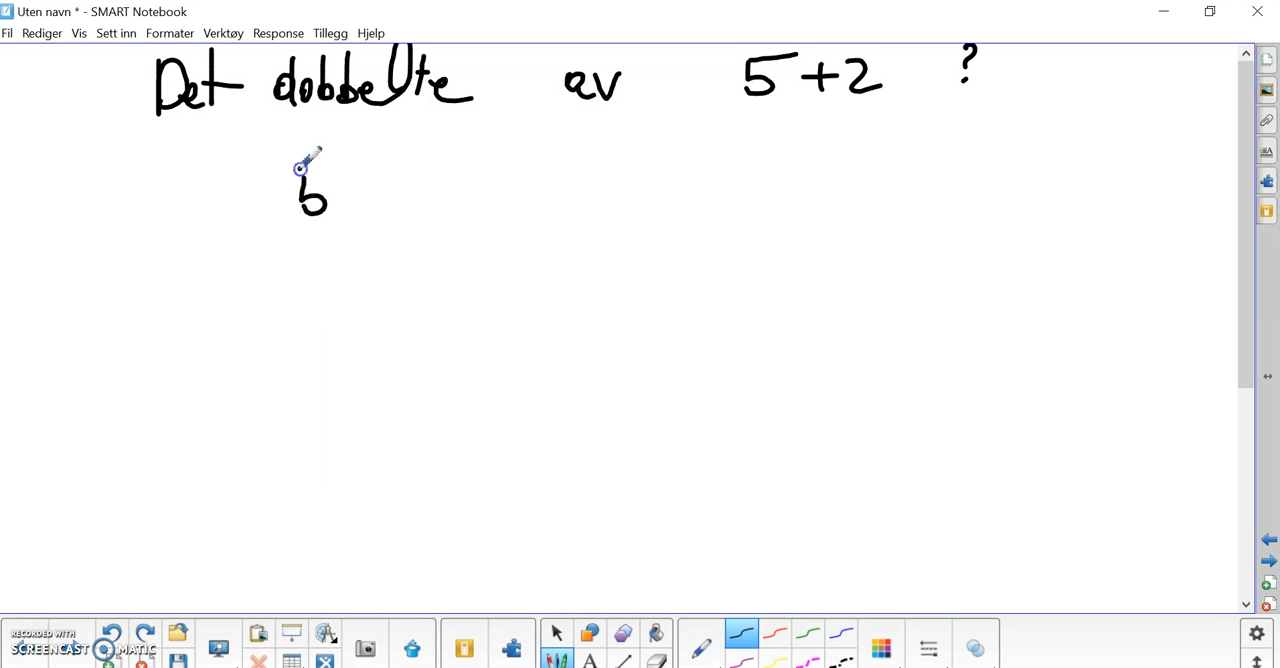 Uten navn * - SMART Notebook
Fil Rediger Vis Sett inn Formater Verktøy Response Tillegg Hjelp
Det dobbelte av 5+2 ?
5
RECORDED WITH
SCREENCAST MATIC
A